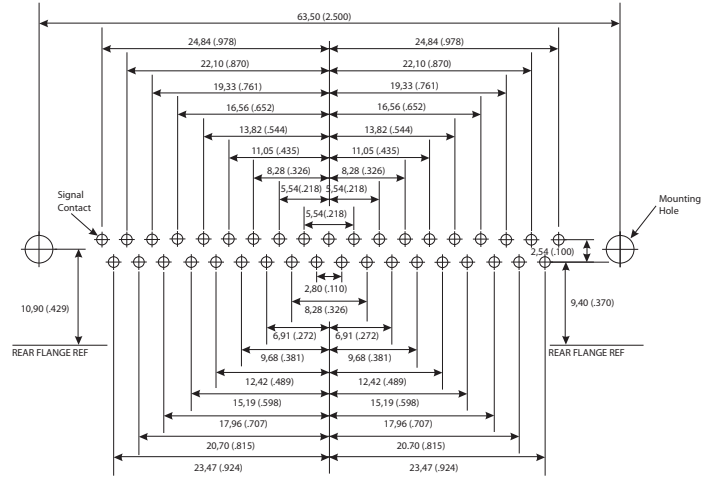 63,50 (2.500)
24,84 (.978) 24,84 (.978)
22,10 (.870) 22,10 (.870)
19,33 (.761) 19,33 (.761)
16,56 (.652) 16,56 (.652)
13,82 (.544) 13,82 (.544)
11,05 (.435) 11,05 (.435)
8,28 (.326) 8,28 (.326)
5,54(.218) 5,54(.218)
Signal
Contact
Mounting
Hole
5,54(.218)
2,54 (.100)
2,80 (.110)
10,90 (.429) 9,40 (.370)
8,28 (.326)
6,91 (.272) 6,91 (.272)
REAR FLANGE REF REAR FLANGE REF
9,68 (.381) 9,68 (.381)
12,42 (.489) 12,42 (.489)
15,19 (.598) 15,19 (.598)
17,96 (.707) 17,96 (.707)
20,70 (.815) 20,70 (.815)
23,47 (.924) 23,47 (.924)